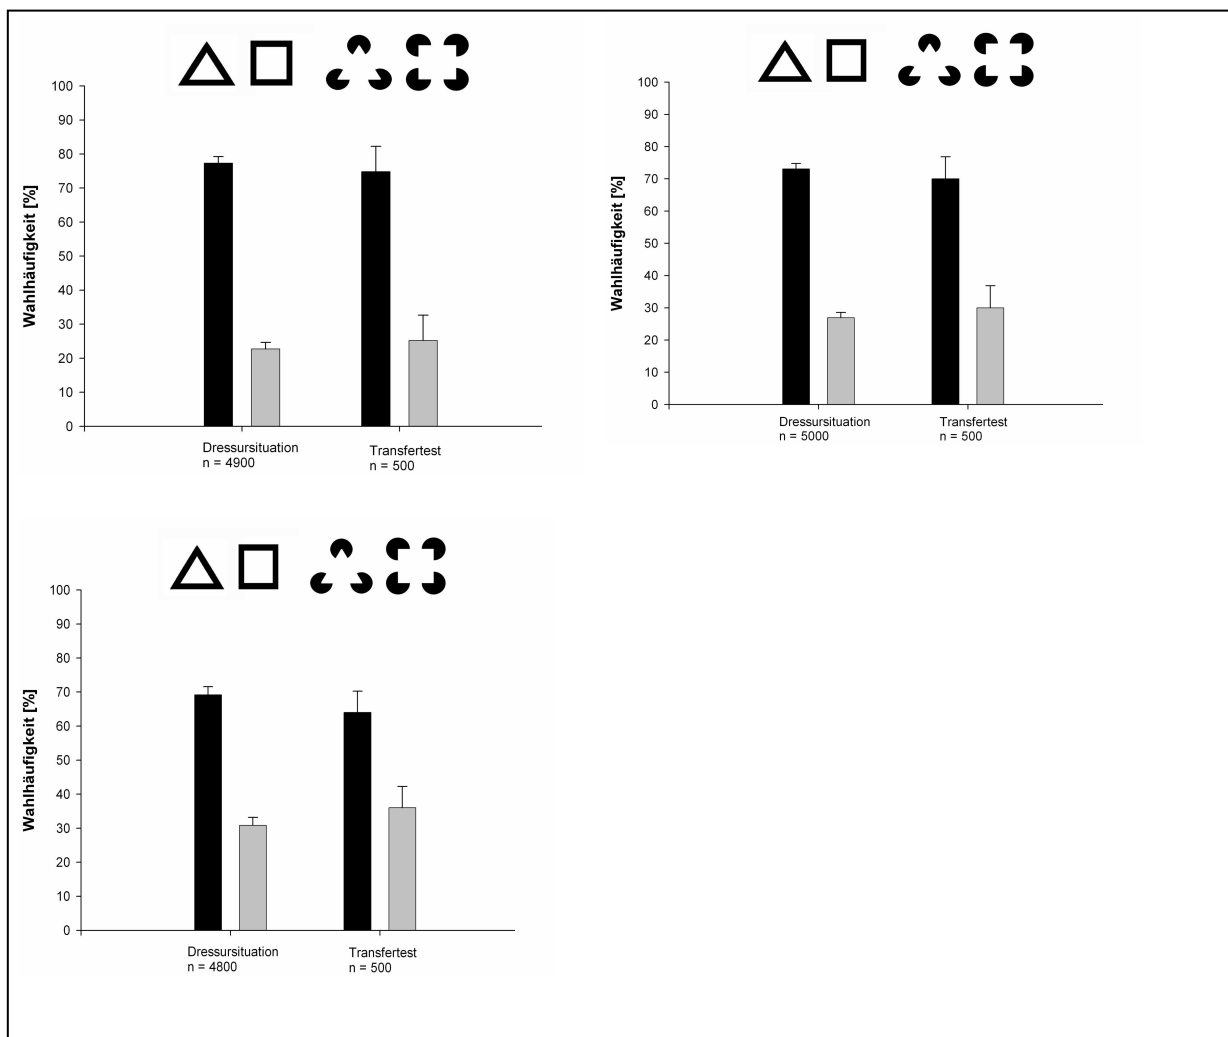 100
90
80
70
60
50
40
30
20
10
0
Wahlhäufigkeit [%]
Dressursituation
n = 4900
Transfertest
n = 500
100
90
80
70
60
50
40
30
20
10
0
Wahlhäufigkeit [%]
Dressursituation
n = 5000
Transfertest
n = 500
100
90
80
70
60
50
40
30
20
10
0
Wahlhäufigkeit [%]
Dressursituation
n = 4800
Transfertest
n = 500